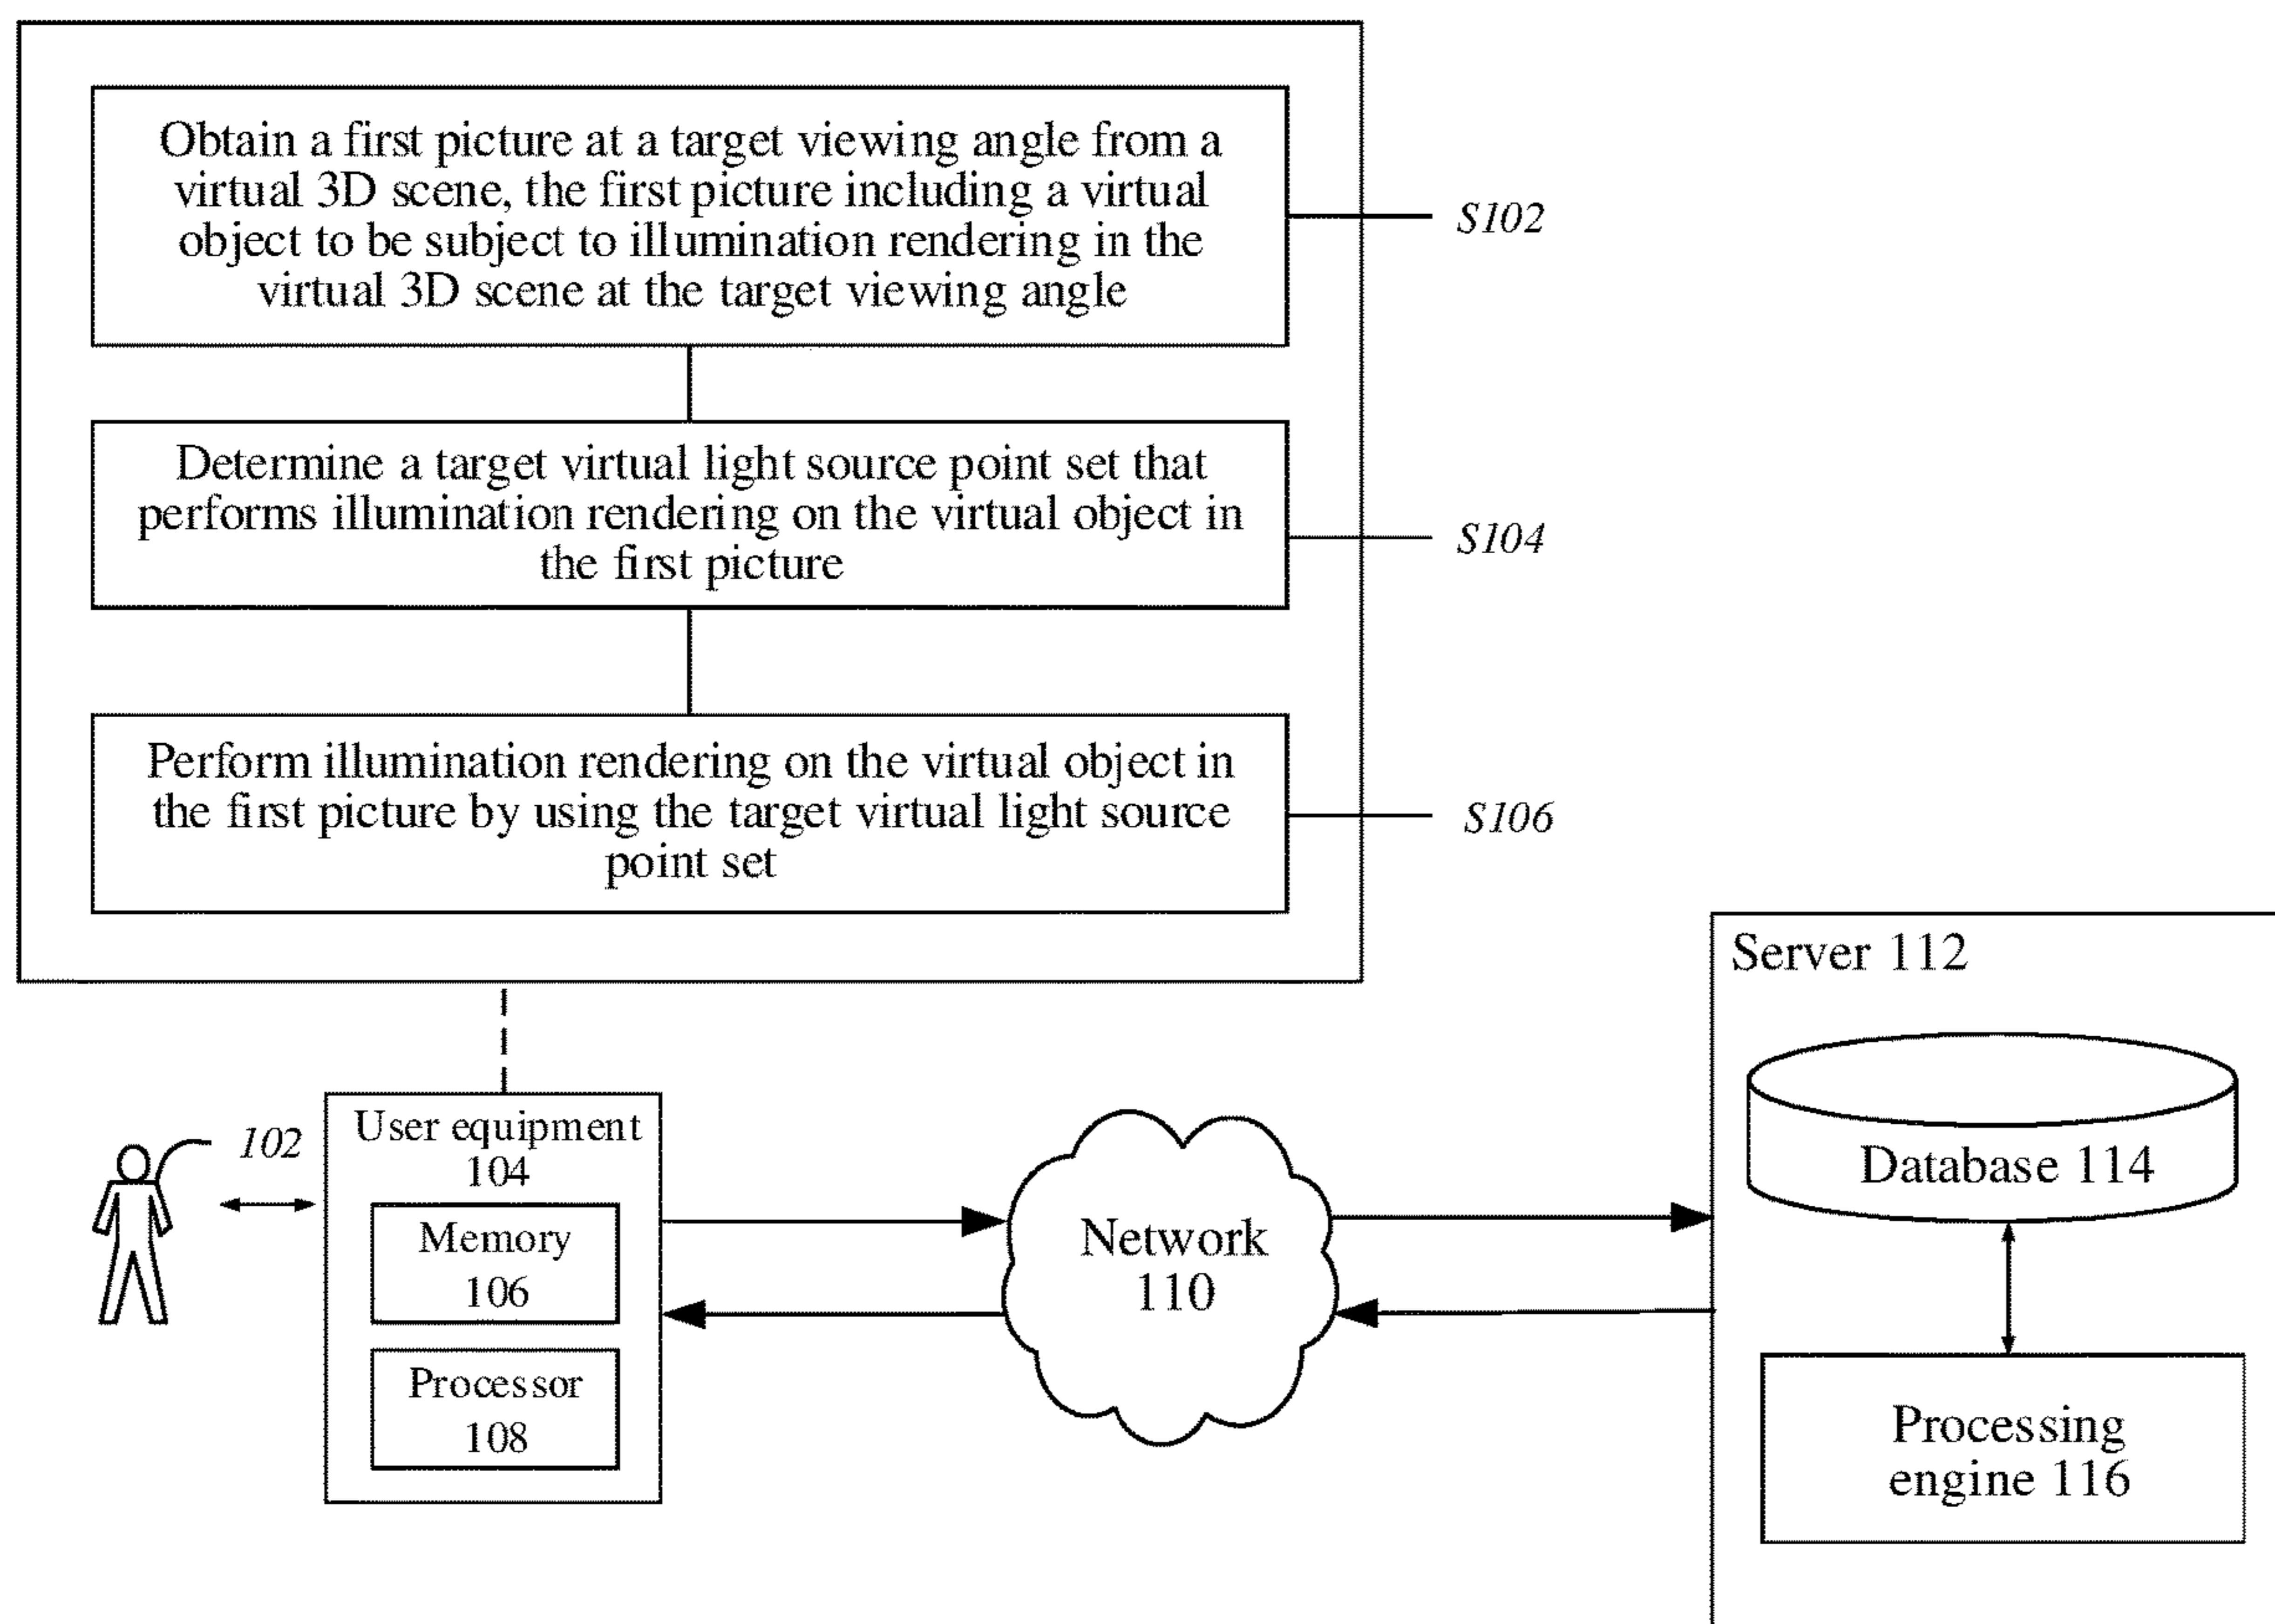 Obtain a first picture at a target viewing angle from a
virtual 3D scene, the first picture including a virtual
object to be subject to illumination rendering in the
virtual 3D scene at the target viewing angle
S102
Determine a target virtual light source point set that
performs illumination rendering on the virtual object in
the first picture
S104
Perform illumination rendering on the virtual object in
the first picture by using the target virtual light source
point set
S106
102
User equipment
104
Memory
106
Processor
108
Network
110
Server 112
Database 114
Processing
engine 116